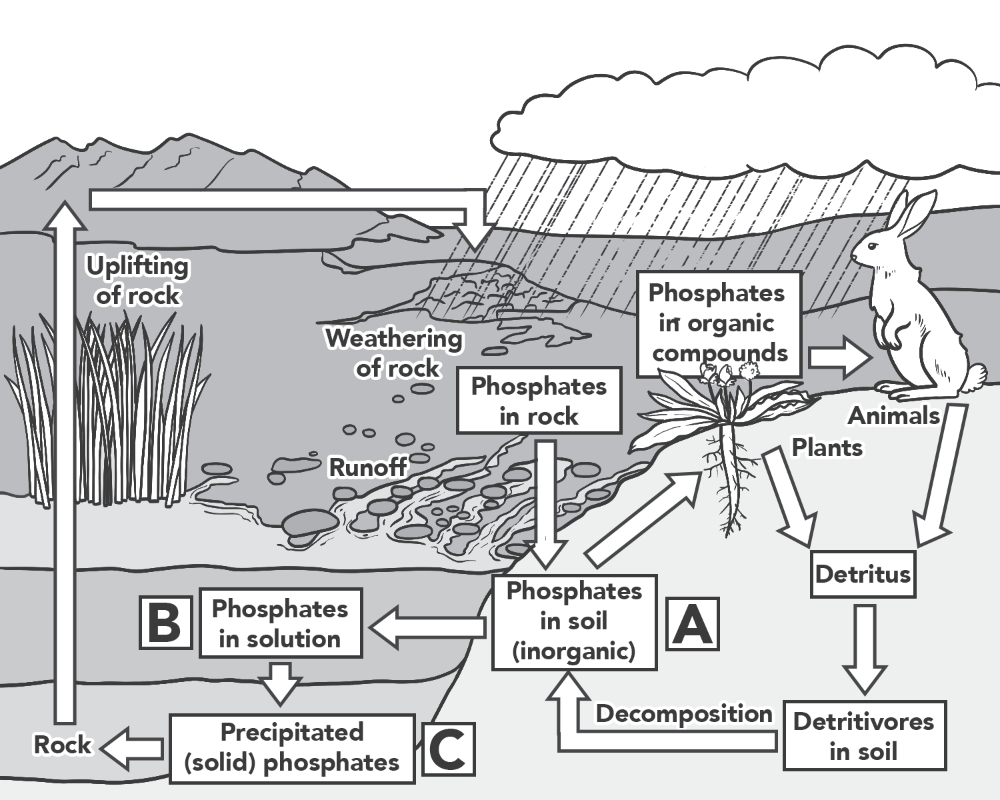 Uplifting
of rock
Phosphates
in organic
compounds
Weathering
of rock
Phosphates
in rock
Animals
Plants
Runoff
Detritus
B
Phosphates
in solution
Phosphates
in soil
(inorganic)
A
Decomposition
Detritivores
in soil
Rock
Precipitated
(solid) phosphates
C